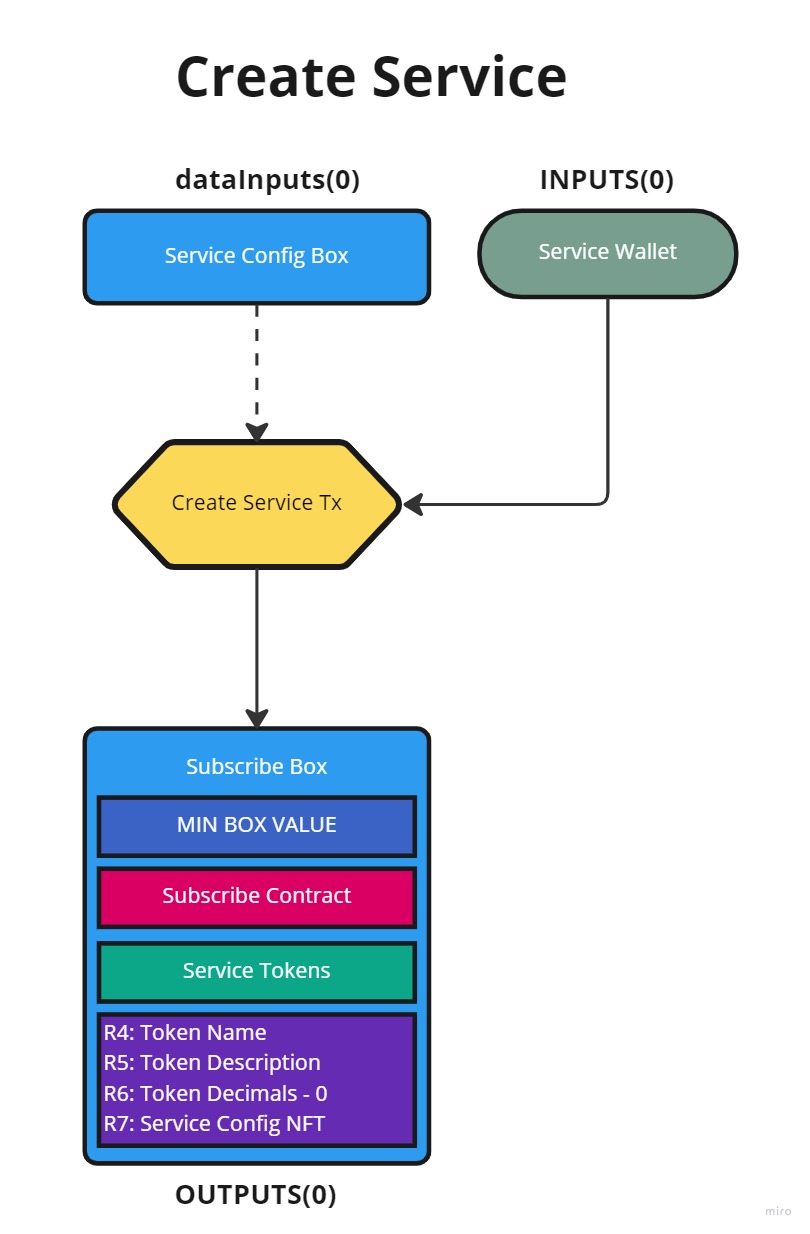 Create Service
dataInputs(0)
INPUTS(0)
Service Config Box
Service Wallet
Create Service Tx
Subscribe Box
MIN BOX VALUE
Subscribe Contract
Service Tokens
R4: Token Name
R5: Token Description
R6: Token Decimals - 0
R7: Service Config NFT
OUTPUTS(0)
miro